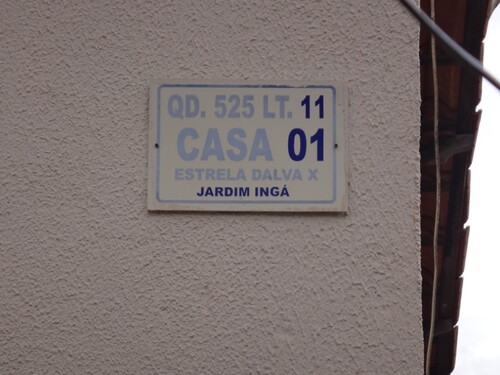 QD. 525 LT. 11
CASA 01
ESTRELA DALVA X
JARDIM INGÁ